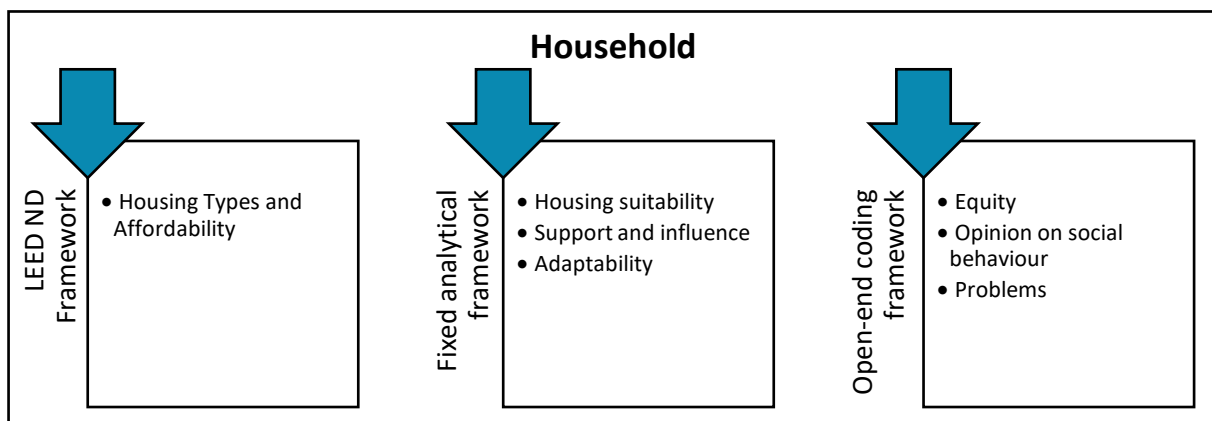 Household
LEED ND
Framework
• Housing Types and
Affordability
Fixed analytical
framework
• Housing suitability
• Support and influence
• Adaptability
Open-end coding
framework
• Equity
• Opinion on social
behaviour
• Problems